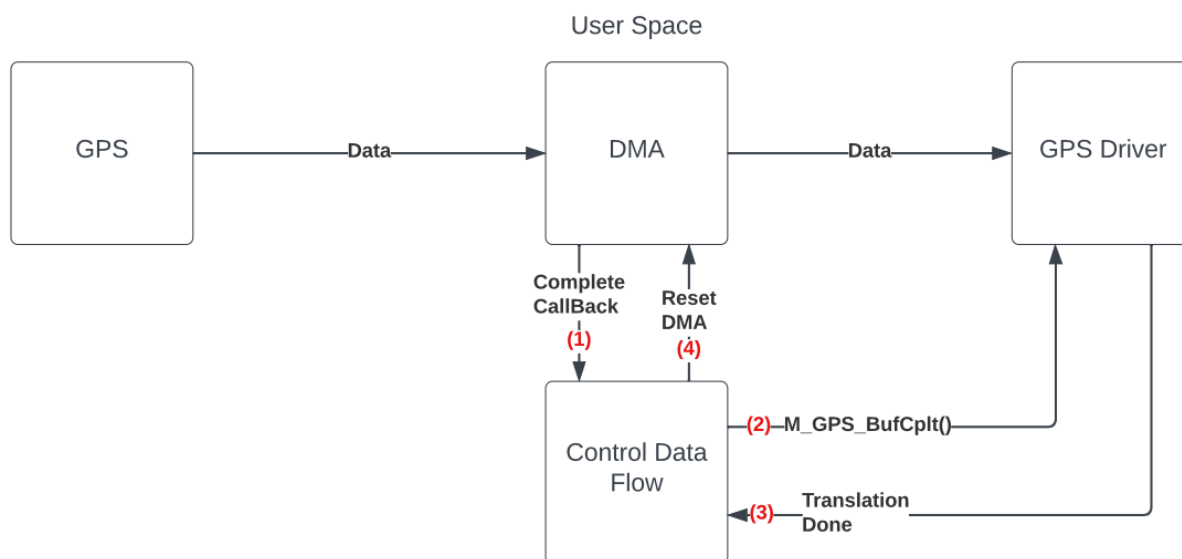 User Space
GPS
Data
DMA
Data
GPS Driver
Complete
CallBack
(1)
Reset
DMA
(4)
Control Data
Flow
(2) M_GPS_BufCplt()
(3) Translation
Done